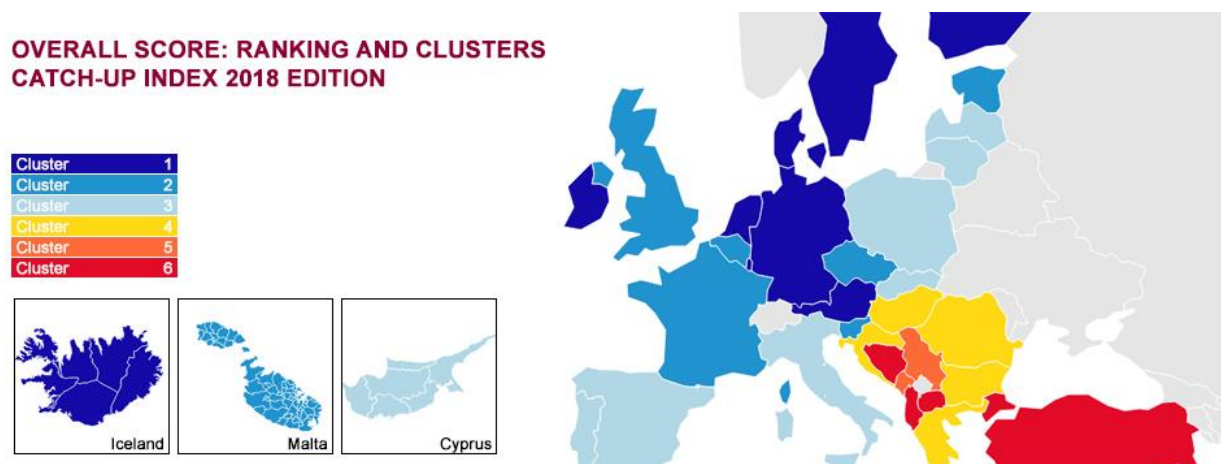 OVERALL SCORE: RANKING AND CLUSTERS
CATCH-UP INDEX 2018 EDITION
Cluster 1
Cluster 2
Cluster 3
Cluster 4
Cluster 5
Cluster 6
Iceland
Malta
Cyprus